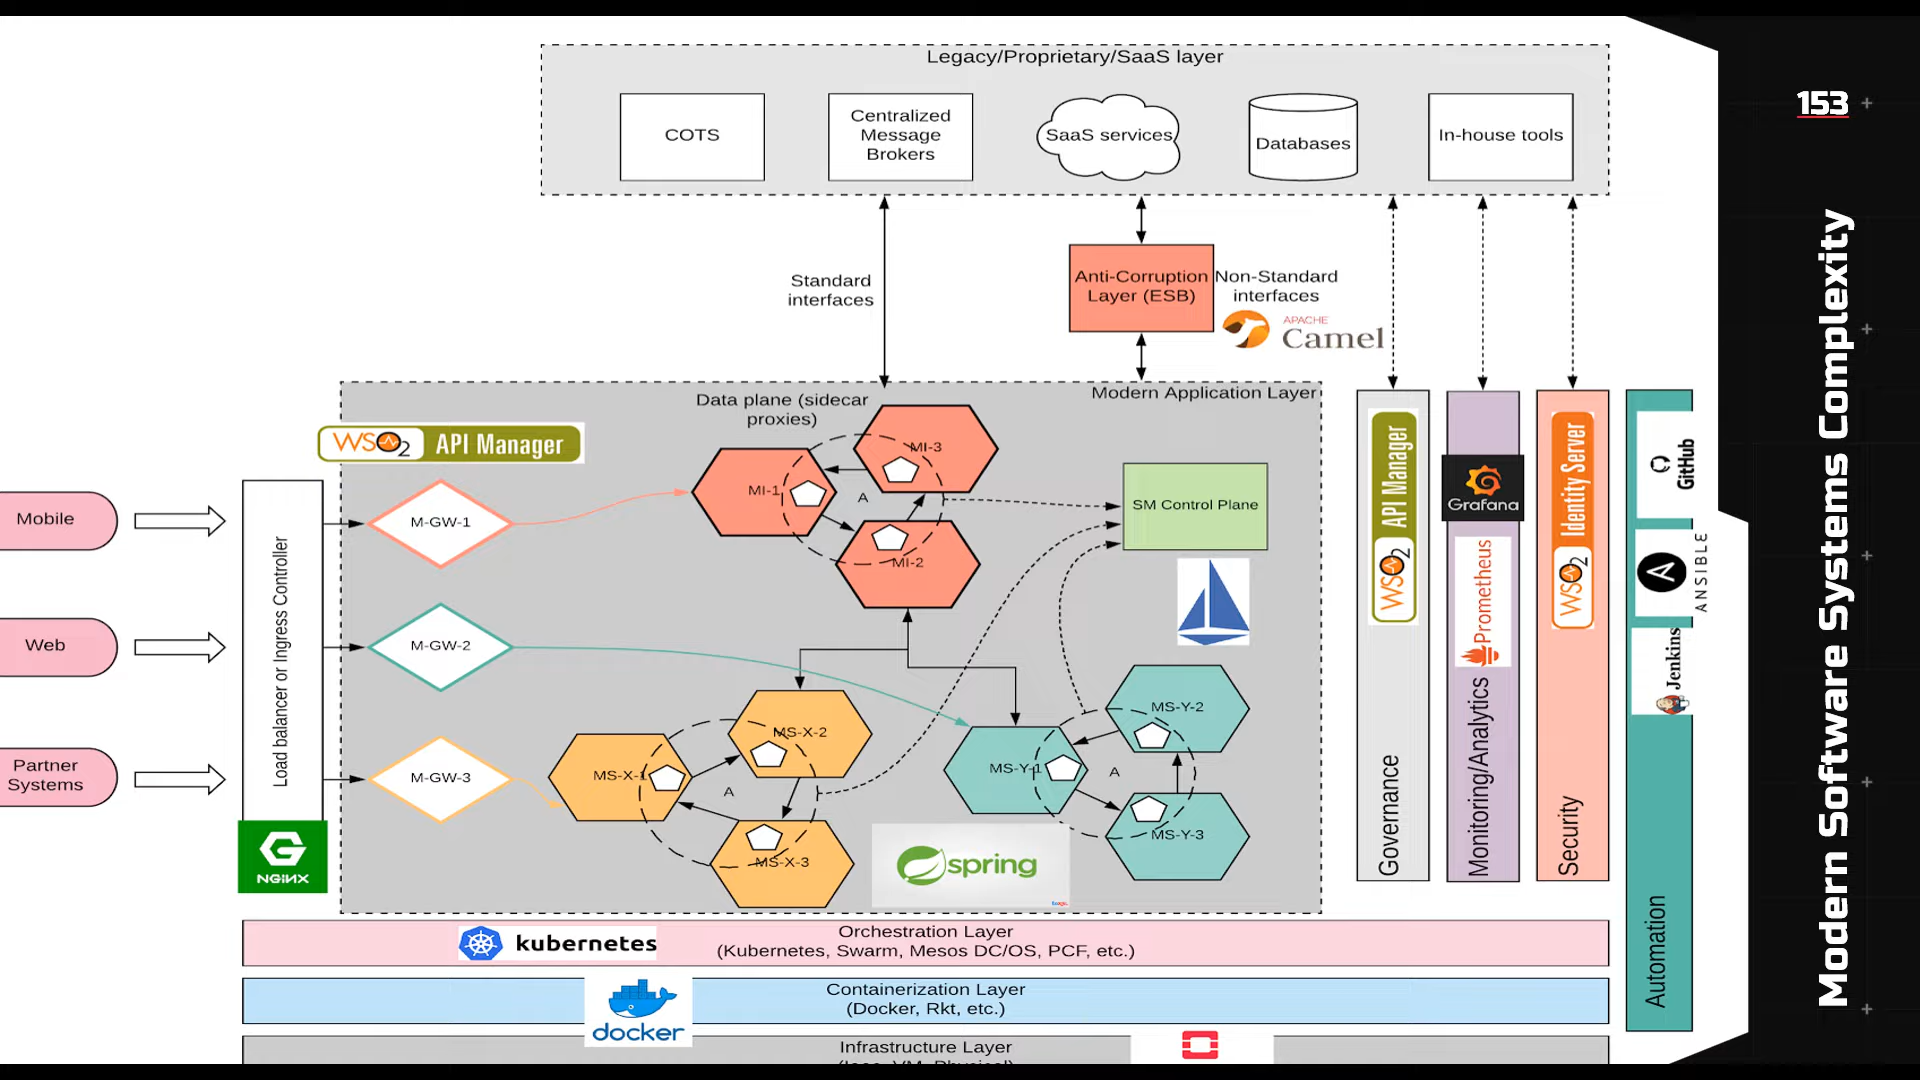 Legacy/Proprietary/SaaS layer
COTS
Centralized
Message
Brokers
SaaS services
Databases
In-house tools
153
Modern Software Systems Complexity
Standard
interfaces
Anti-Corruption
Layer (ESB)
Non-Standard
interfaces
APACHE
Camel
Modern Application Layer
Data plane (sidecar
proxies)
WSO2 API Manager
MI-1
MI-2
MI-3
A
SM Control Plane
Mobile
Web
Partner
Systems
Load balancer or Ingress Controller
NGINX
M-GW-1
M-GW-2
M-GW-3
MS-X-1
MS-X-2
MS-X-3
A
MS-Y-1
MS-Y-2
MS-Y-3
A
spring
WSO2 API Manager
Governance
Grafana
Prometheus
Monitoring/Analytics
WSO2 Identity Server
Security
GitHub
ANSIBLE
Jenkins
Automation
kubernetes
Orchestration Layer
(Kubernetes, Swarm, Mesos DC/OS, PCF, etc.)
docker
Containerization Layer
(Docker, Rkt, etc.)
Infrastructure Layer